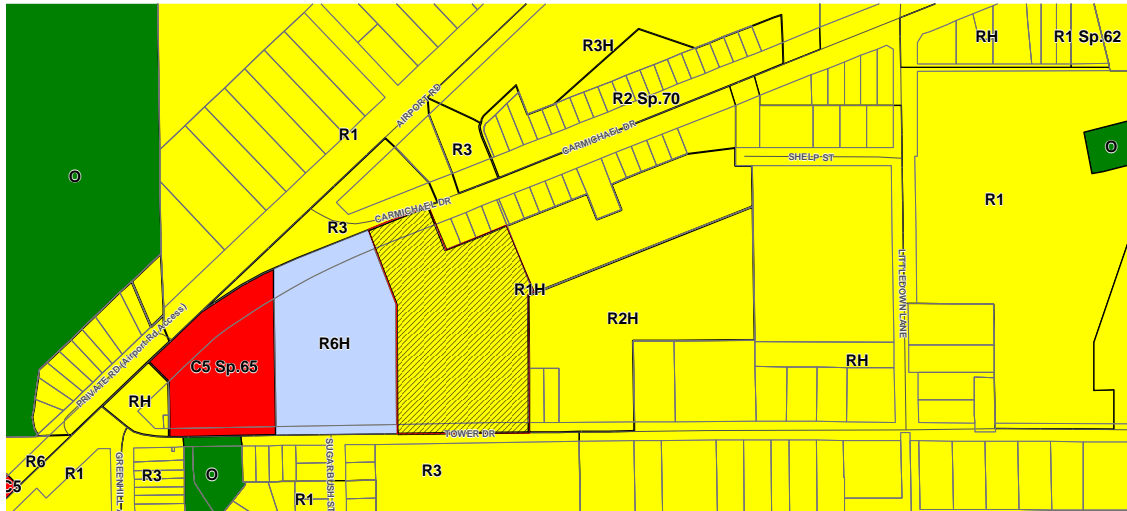 RH
R1 Sp.62
R3H
R2 Sp.70
AIRPORT RD
R1
CARMICHAEL DR
R3
O
SHELP ST
O
R1
CARMICHAEL DR
R3
LITTLEDOWN LANE
R1H
R2H
PRIVATE RD (Airport Rd Access)
R6H
C5 Sp.65
RH
RH
TOWER DR
R6
R1
GREENHILL
R3
O
SUGARBUSH ST
R3
C5
R1